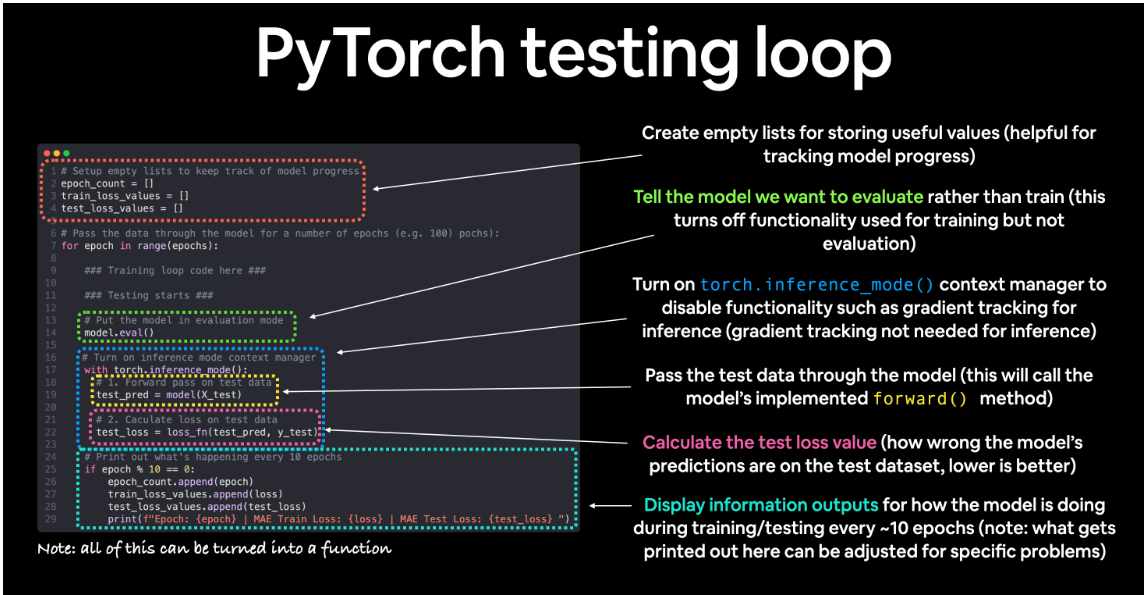 PyTorch testing loop
1 # Setup empty lists to keep track of model progress
2 epoch_count = []
3 train_loss_values = []
4 test_loss_values = []
5
6 # Pass the data through the model for a number of epochs (e.g. 100) pochs):
7 for epoch in range(epochs):
8
9 ### Training loop code here ###
10
11 ### Testing starts ###
12
13 # Put the model in evaluation mode
14 model.eval()
15
16 # Turn on inference mode context manager
17 with torch.inference_mode():
18 # 1. Forward pass on test data
19 test_pred = model(X_test)
20
21 # 2. Caculate loss on test data
22 test_loss = loss_fn(test_pred, y_test)
23
24 # Print out what's happening every 10 epochs
25 if epoch % 10 == 0:
26 epoch_count.append(epoch)
27 train_loss_values.append(loss)
28 test_loss_values.append(test_loss)
29 print(f"Epoch: {epoch} | MAE Train Loss: {loss} | MAE Test Loss: {test_loss} ")
Note: all of this can be turned into a function
Create empty lists for storing useful values (helpful for
tracking model progress)
Tell the model we want to evaluate rather than train (this
turns off functionality used for training but not
evaluation)
Turn on torch.inference_mode() context manager to
disable functionality such as gradient tracking for
inference (gradient tracking not needed for inference)
Pass the test data through the model (this will call the
model's implemented forward() method)
Calculate the test loss value (how wrong the model's
predictions are on the test dataset, lower is better)
Display information outputs for how the model is doing
during training/testing every ~10 epochs (note: what gets
printed out here can be adjusted for specific problems)